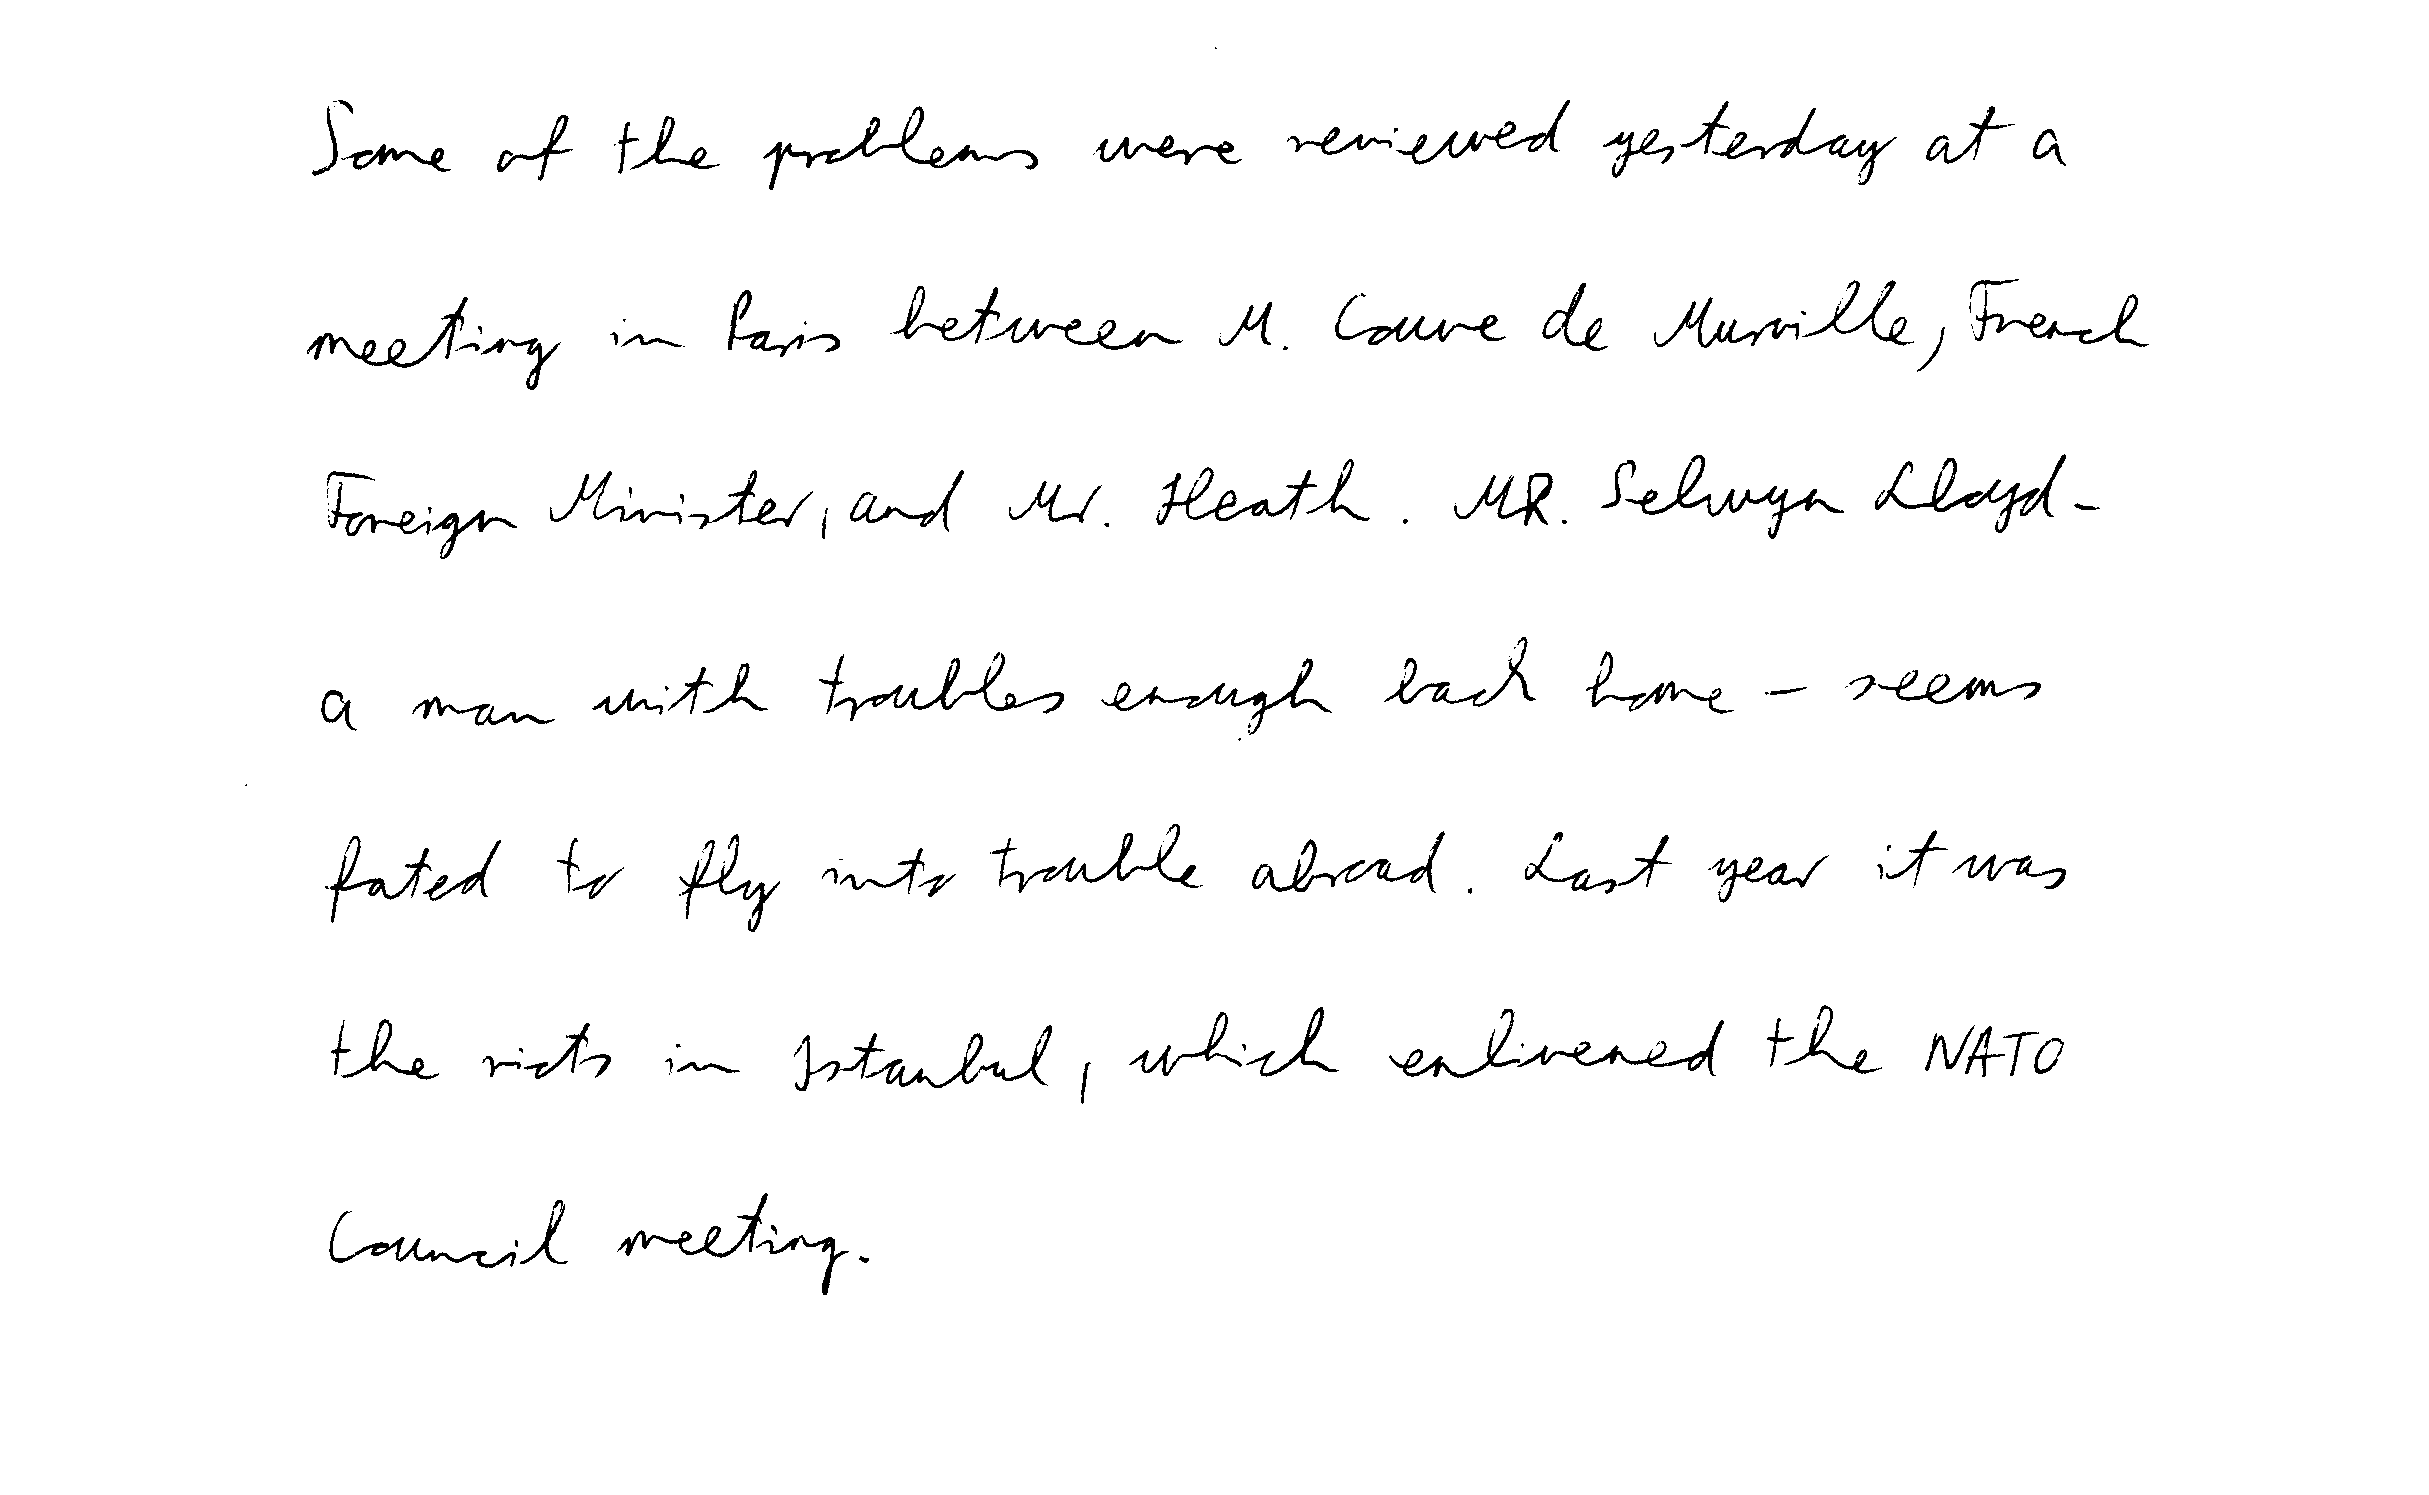 Some of the problems were reviewed yesterday at a
meeting in Paris between M. Couve de Murville, French
Foreign Minister, and Mr. Heath. MR. Selwyn Lloyd -
a man with troubles enough back home - seems
fated to fly into trouble abroad. Last year it was
the riots in Istanbul, which enlivened the NATO
Council meeting.